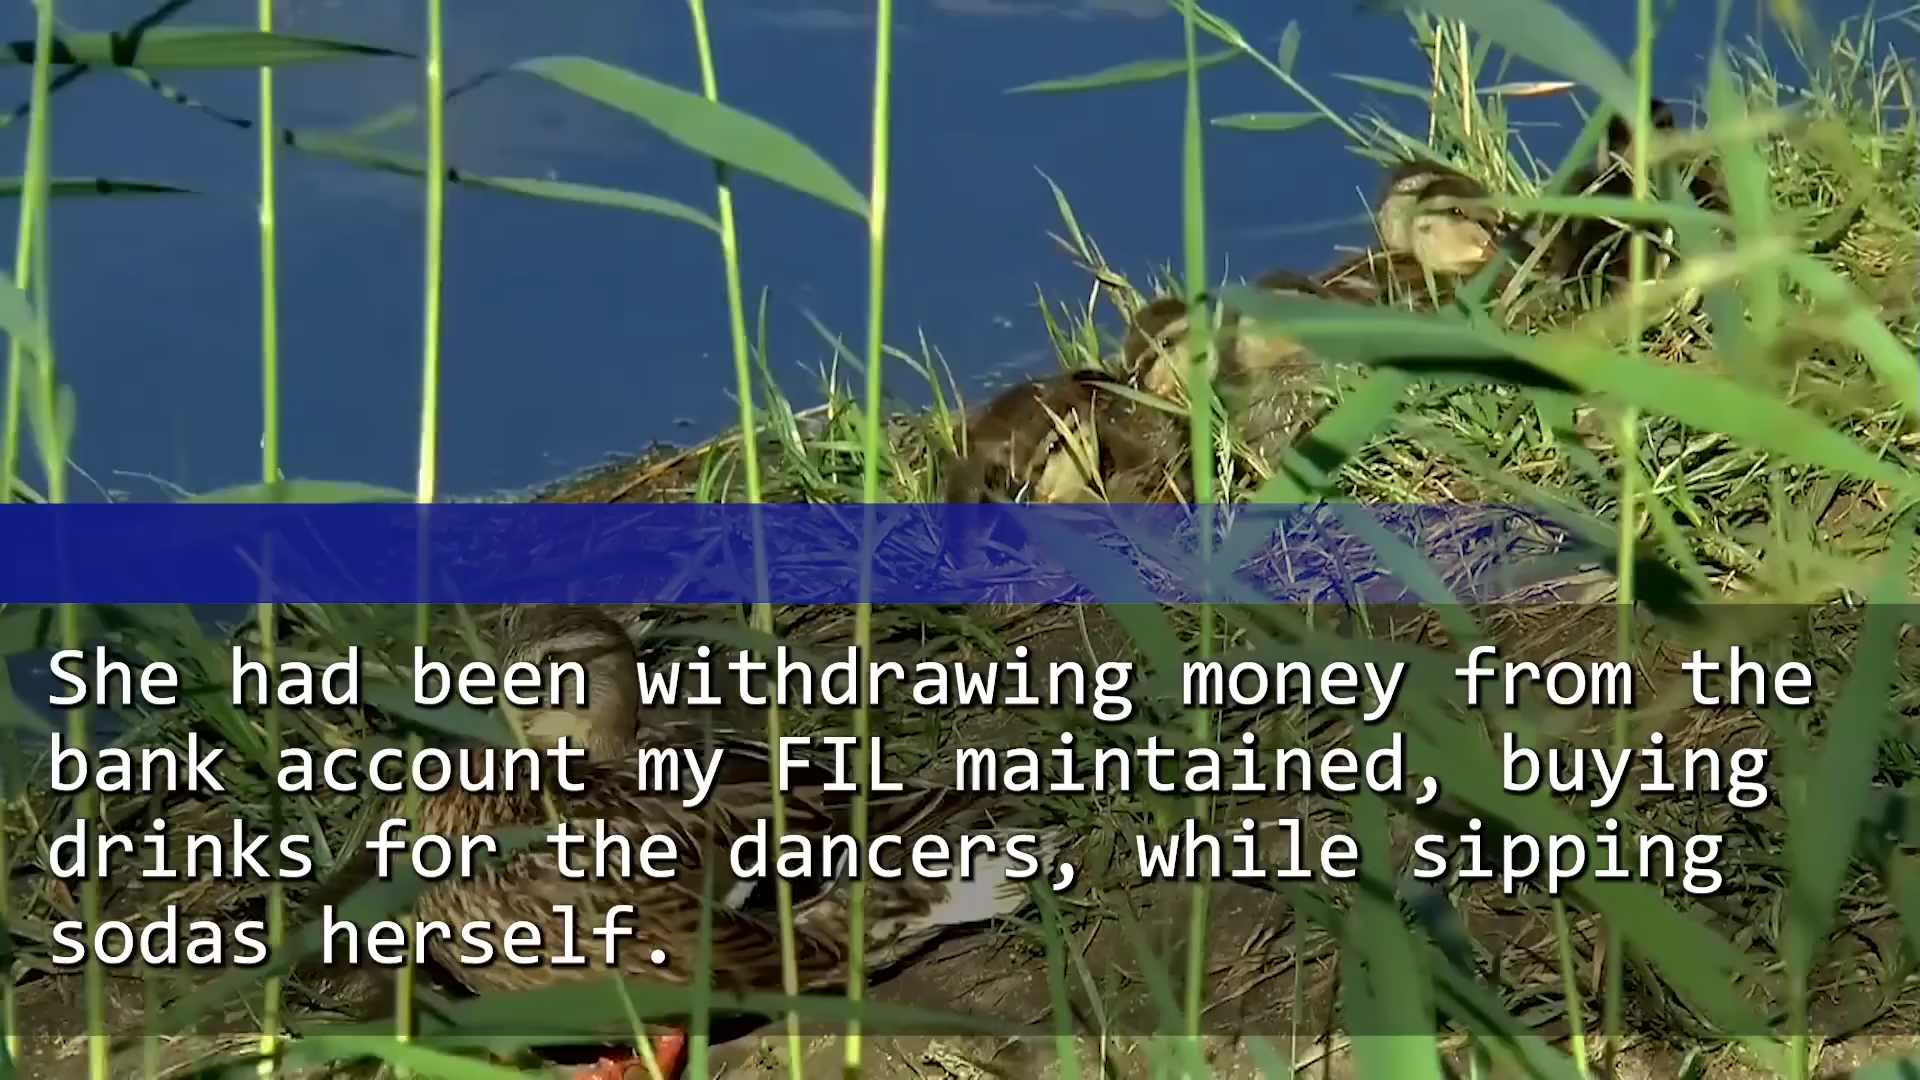 She had been withdrawing money from the
bank account my FIL maintained, buying
drinks for the dancers, while sipping
sodas herself.